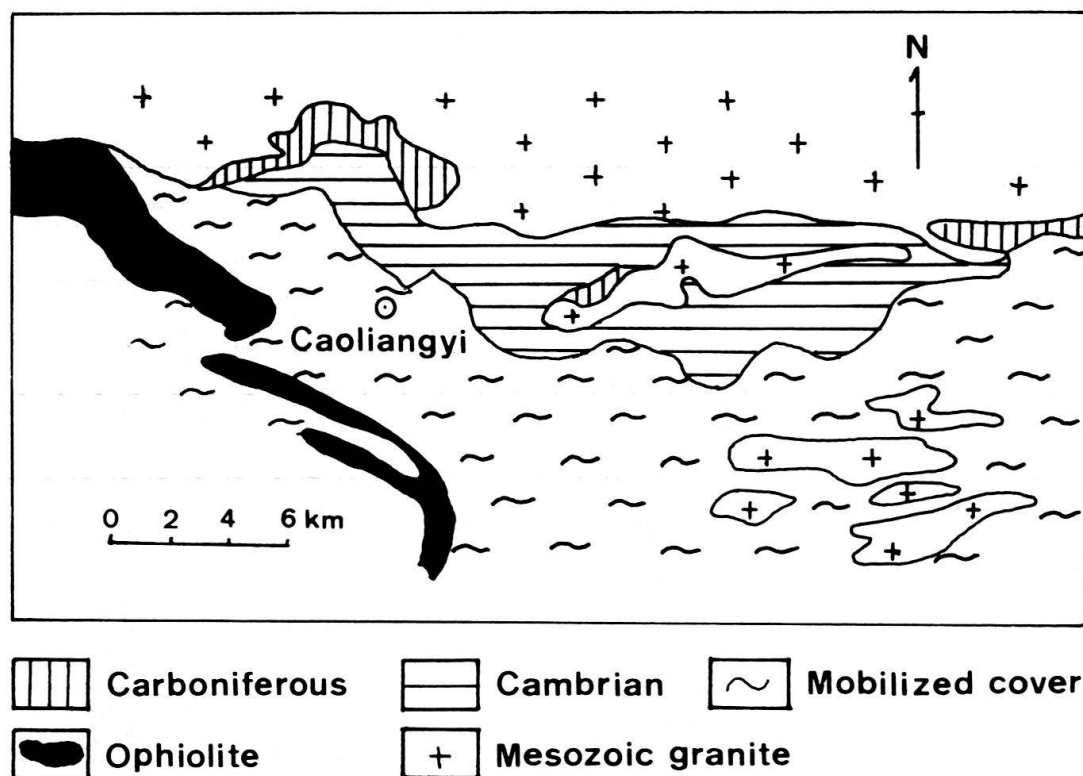 N
Caoliangyi
0 2 4 6 km
Carboniferous
Cambrian
Mobilized cover
Ophiolite
Mesozoic granite